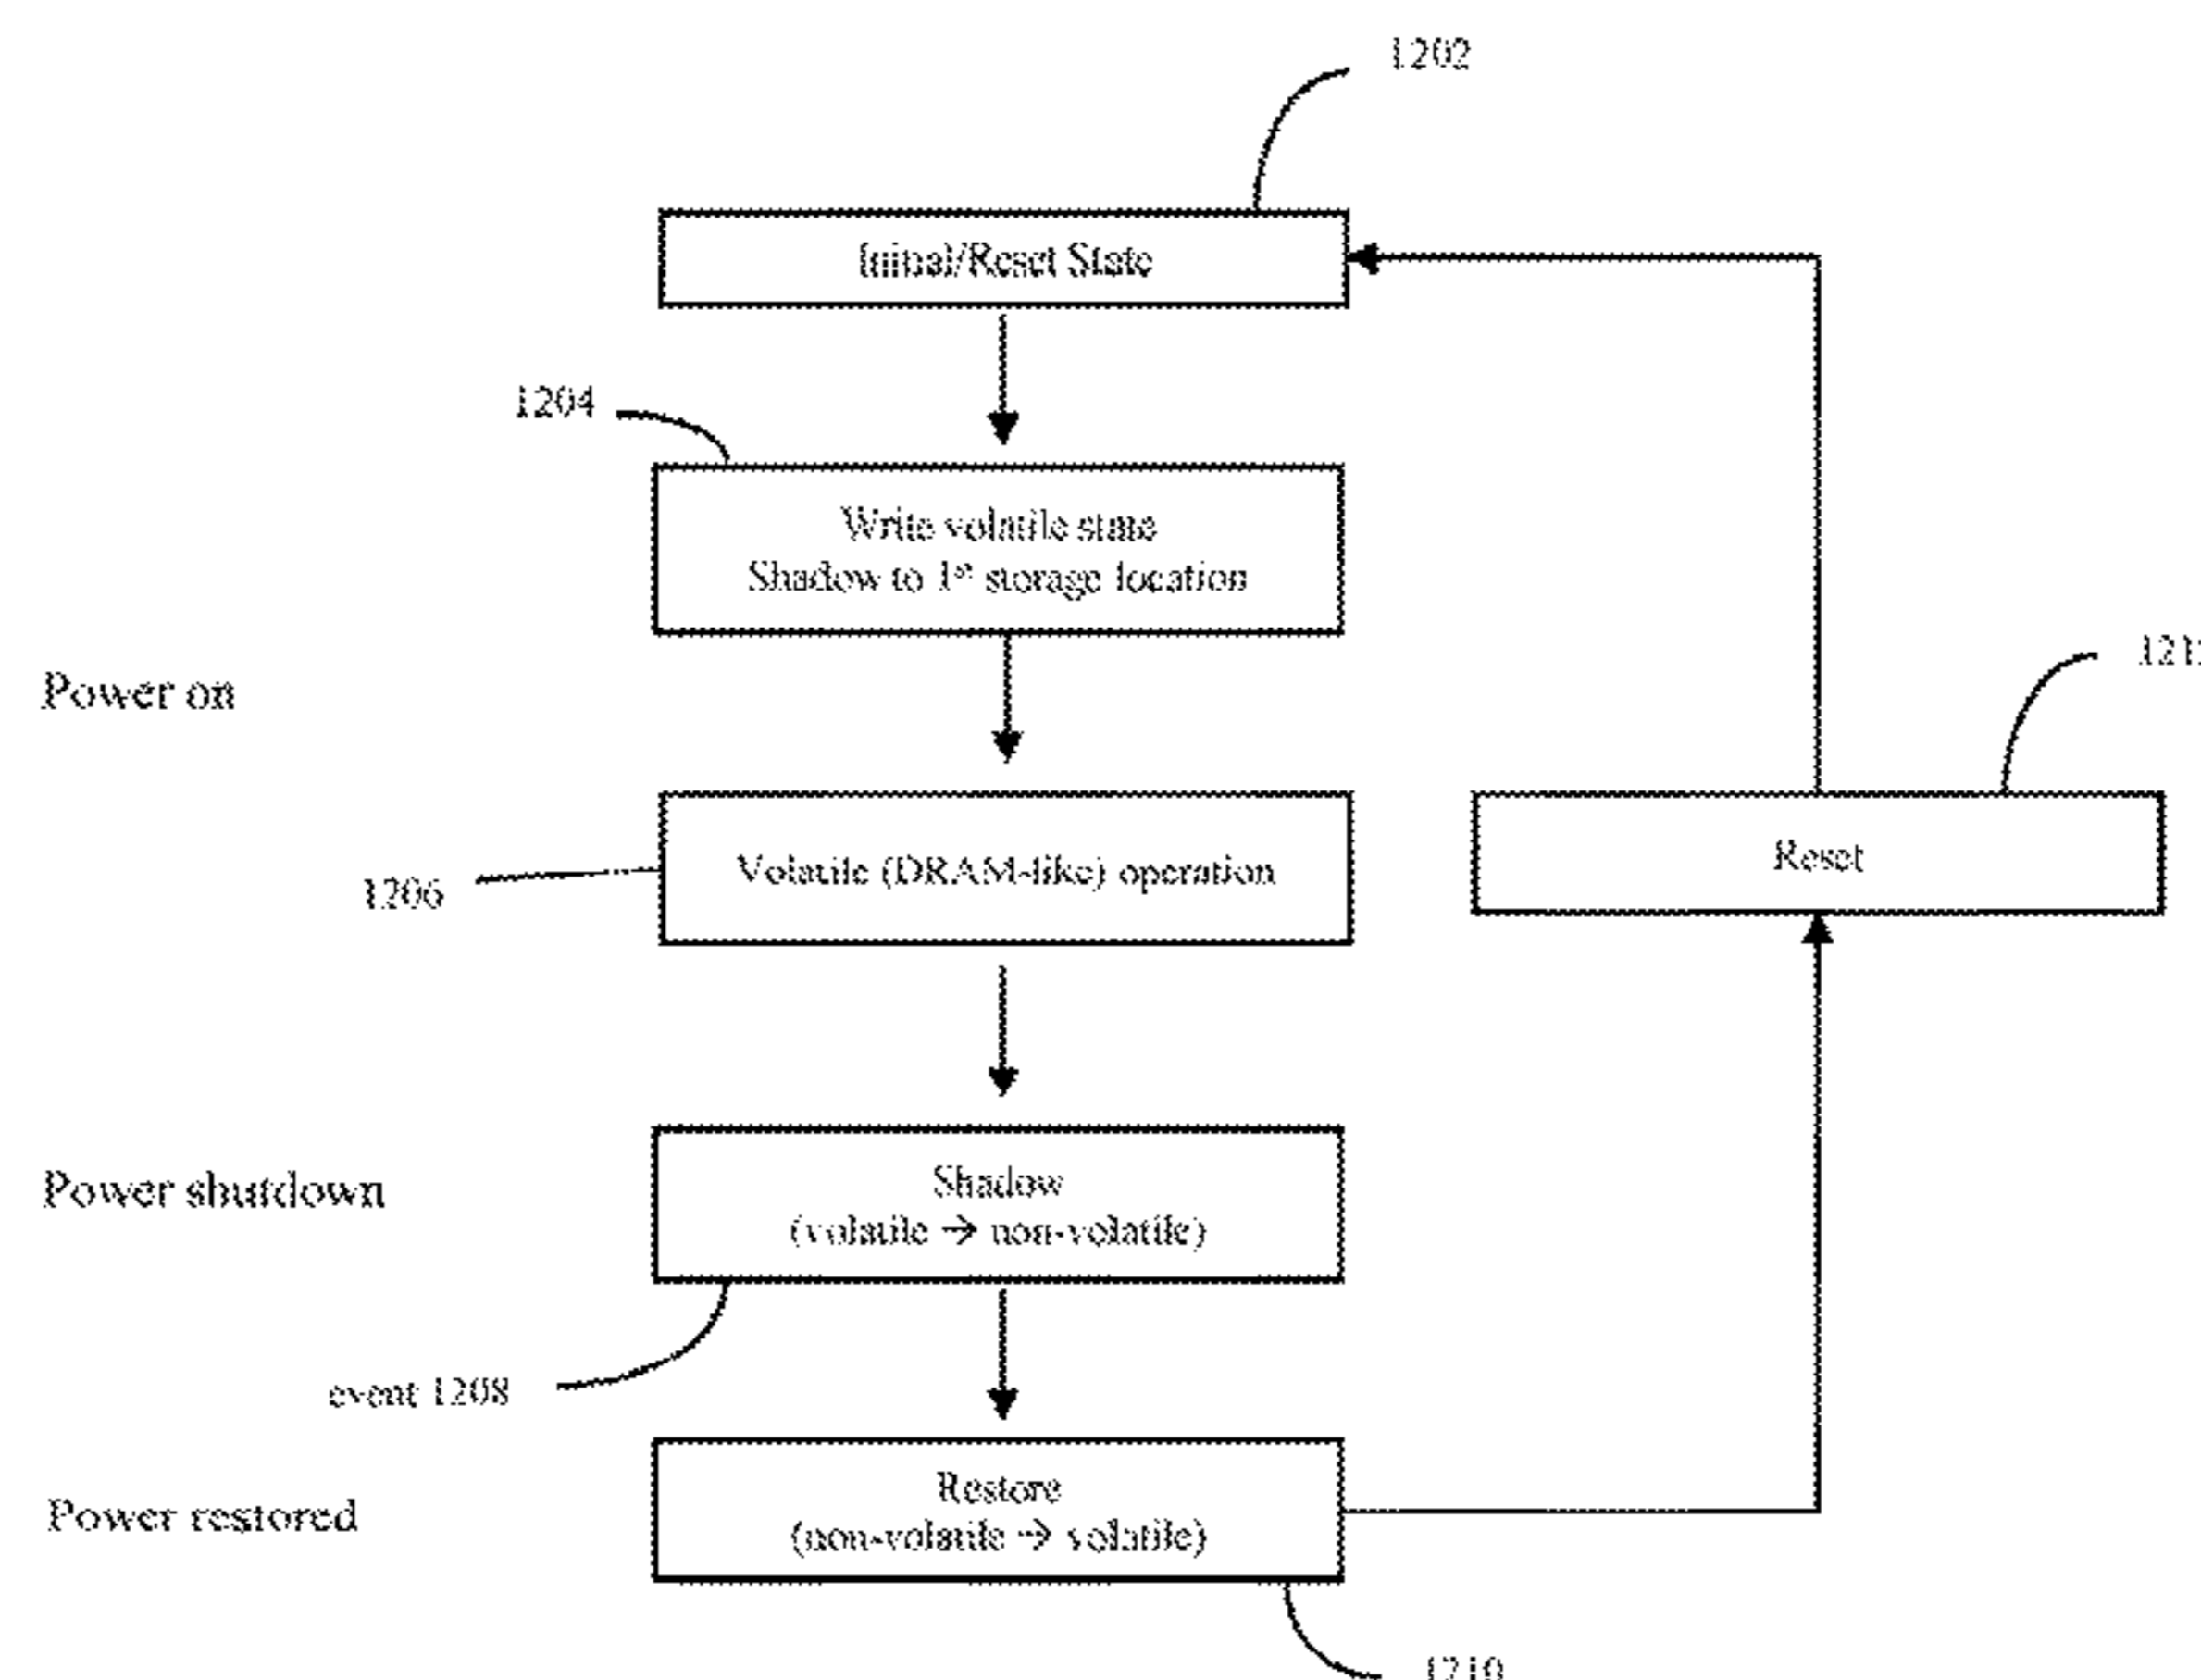 1202
Initial/Reset State
1204
Write volatile state
Shadow to 1st storage location
Power on
Volatile (DRAM-like) operation
1206
Reset
Power shutdown
Shadow
(volatile → non-volatile)
event 1208
Power restored
Restore
(non-volatile → volatile)
1210